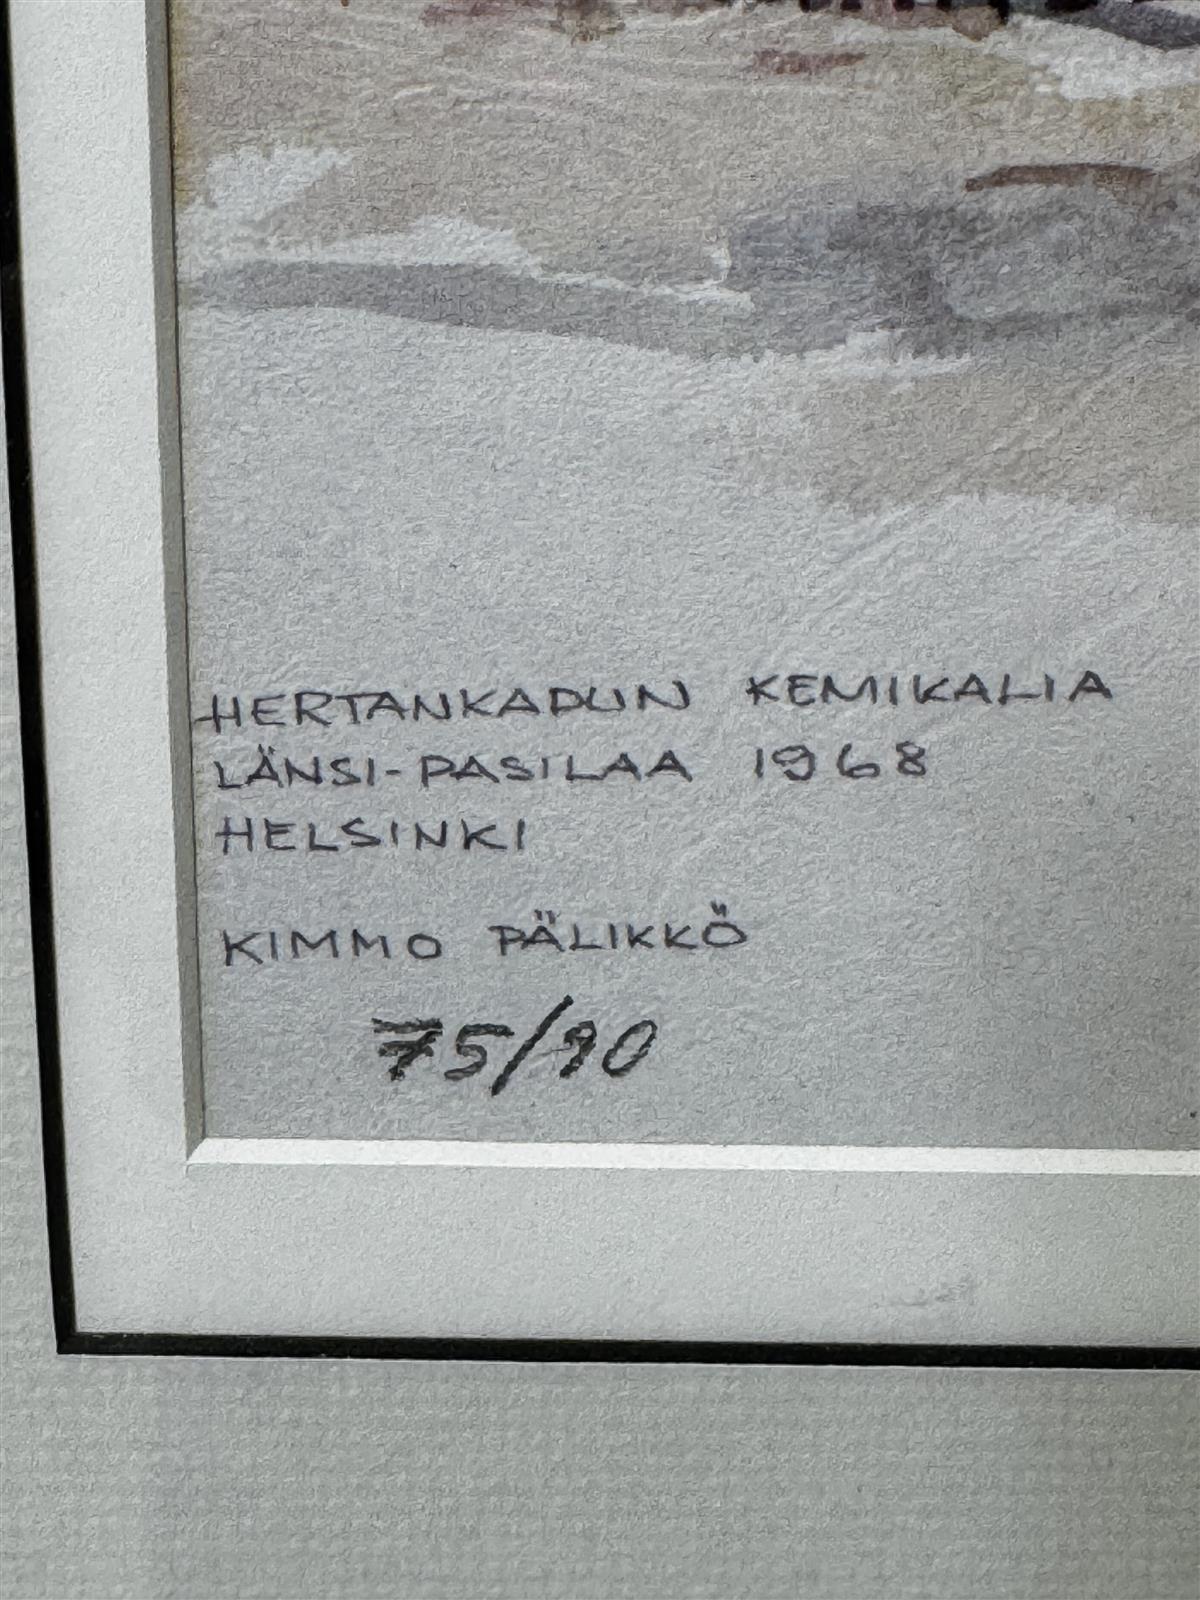 HERTANKADUN KEMIKALIA
LÄNSI-PASILAA 1968
HELSINKI
KIMMO PÄLIKKÖ
75/90